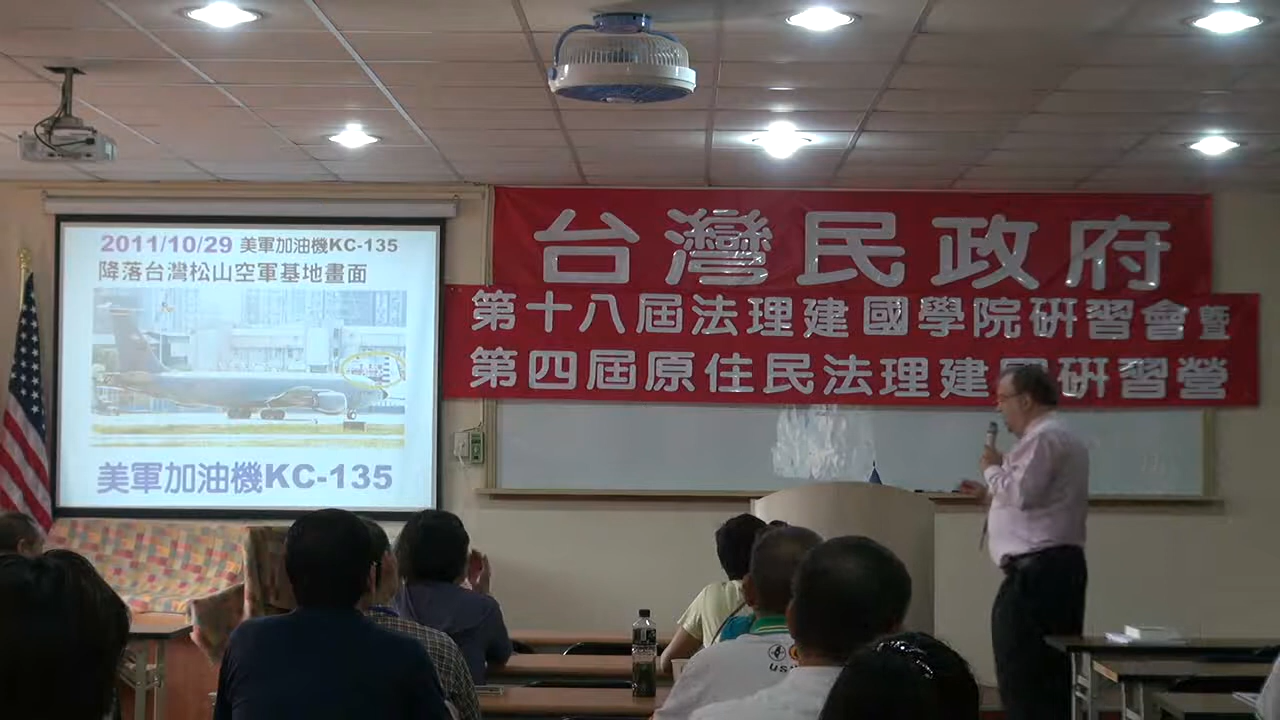 2011/10/29 美軍加油機KC-135
降落台灣松山空軍基地畫面
美軍加油機KC-135
台灣民政府
第十八屆法理建國學院研習會暨
第四屆原住民法理建國研習營